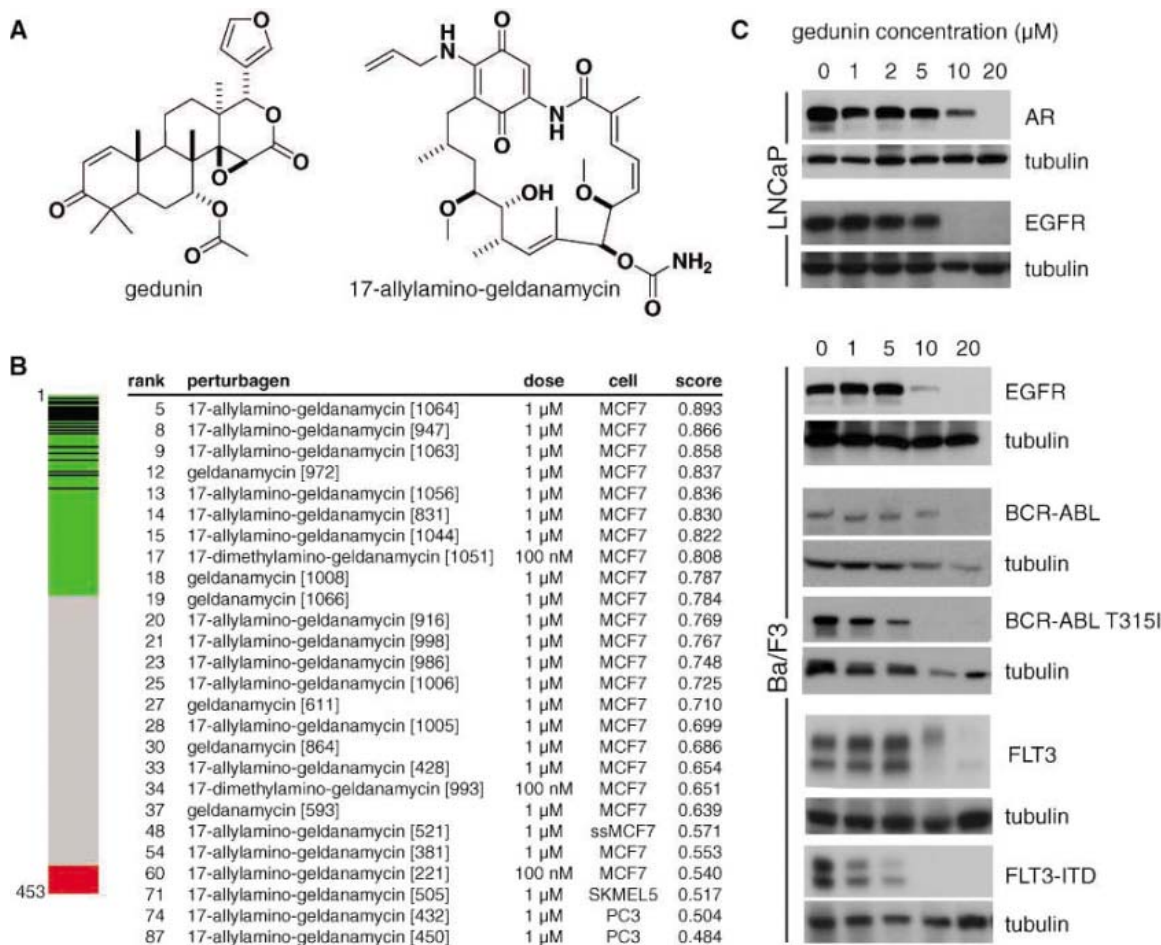 A
O
O
O
O
O
O
O
gedunin
N
H
O
O
O
N
H
O
OH
O
O
O
NH₂
O
17-allylamino-geldanamycin
B
1
453
rank perturbagen dose cell score
5 17-allylamino-geldanamycin [1064] 1 µM MCF7 0.893
8 17-allylamino-geldanamycin [947] 1 µM MCF7 0.866
9 17-allylamino-geldanamycin [1063] 1 µM MCF7 0.858
12 geldanamycin [972] 1 µM MCF7 0.837
13 17-allylamino-geldanamycin [1056] 1 µM MCF7 0.836
14 17-allylamino-geldanamycin [831] 1 µM MCF7 0.830
15 17-allylamino-geldanamycin [1044] 1 µM MCF7 0.822
17 17-dimethylamino-geldanamycin [1051] 100 nM MCF7 0.808
18 geldanamycin [1008] 1 µM MCF7 0.787
19 geldanamycin [1066] 1 µM MCF7 0.784
20 17-allylamino-geldanamycin [916] 1 µM MCF7 0.769
21 17-allylamino-geldanamycin [998] 1 µM MCF7 0.767
23 17-allylamino-geldanamycin [986] 1 µM MCF7 0.748
25 17-allylamino-geldanamycin [1006] 1 µM MCF7 0.725
27 geldanamycin [611] 1 µM MCF7 0.710
28 17-allylamino-geldanamycin [1005] 1 µM MCF7 0.699
30 geldanamycin [864] 1 µM MCF7 0.686
33 17-allylamino-geldanamycin [428] 1 µM MCF7 0.654
34 17-dimethylamino-geldanamycin [993] 100 nM MCF7 0.651
37 geldanamycin [593] 1 µM MCF7 0.639
48 17-allylamino-geldanamycin [521] 1 µM ssMCF7 0.571
54 17-allylamino-geldanamycin [381] 1 µM MCF7 0.553
60 17-allylamino-geldanamycin [221] 100 nM MCF7 0.540
71 17-allylamino-geldanamycin [505] 1 µM SKMEL5 0.517
74 17-allylamino-geldanamycin [432] 1 µM PC3 0.504
87 17-allylamino-geldanamycin [450] 1 µM PC3 0.484
C
gedunin concentration (µM)
0 1 2 5 10 20
LNCaP
AR
tubulin
EGFR
tubulin
0 1 5 10 20
Ba/F3
EGFR
tubulin
BCR-ABL
tubulin
BCR-ABL T315I
tubulin
FLT3
tubulin
FLT3-ITD
tubulin